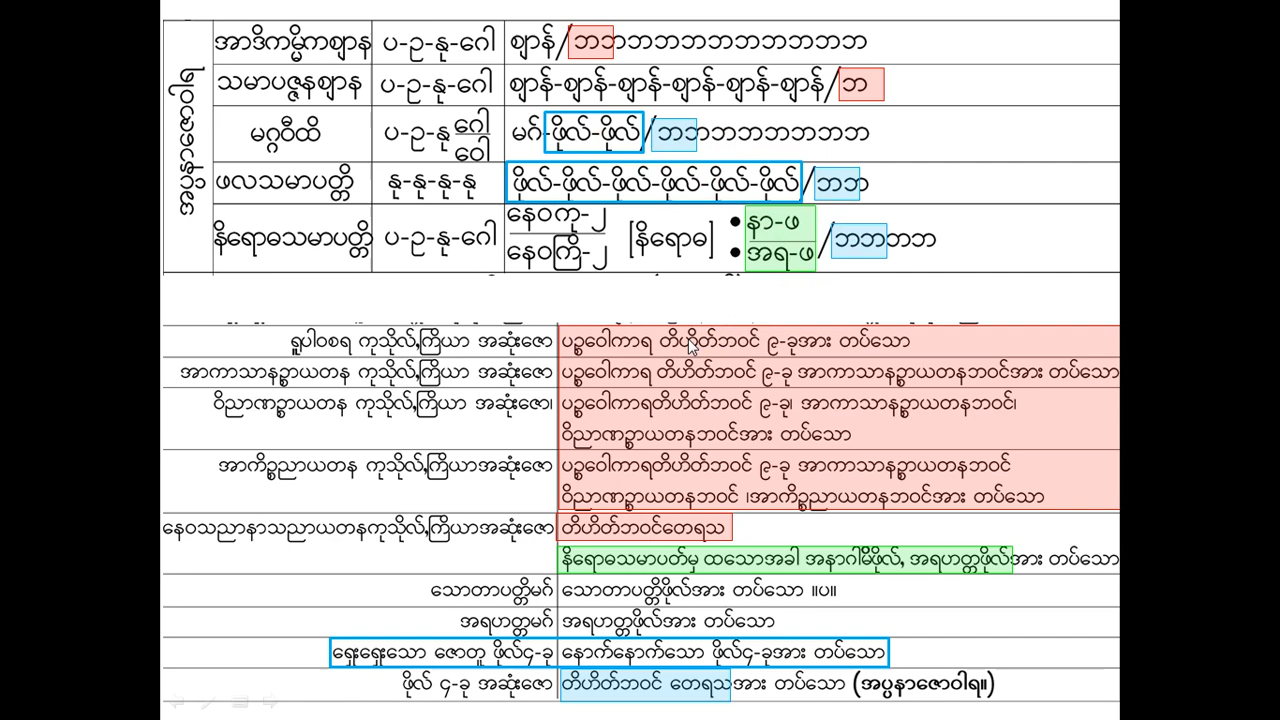 အပ္ပနာဇောဝါရ
အာဒိကမ္မိကဈာန ပ-ဥ-နု-ဂေါ ဈာန်/ဘဘဘဘဘဘဘဘဘဘဘ
သမာပဇ္ဇနဈာန ပ-ဥ-နု-ဂေါ ဈာန်-ဈာန်-ဈာန်-ဈာန်-ဈာန်-ဈာန်/ဘ
မဂ္ဂဝီထိ ပ-ဥ-နု ဂေါ မဂ်-ဖိုလ်-ဖိုလ်/ဘဘဘဘဘဘဘဘ
ဝေါ
ဖလသမာပတ္တိ နု-နု-နု-နု ဖိုလ်-ဖိုလ်-ဖိုလ်-ဖိုလ်-ဖိုလ်-ဖိုလ်/ဘဘ
နိရောဓသမာပတ္တိ ပ-ဥ-နု-ဂေါ နေဝကု-၂ [နိရောဓ] • နာ-ဖ /ဘဘဘဘ
နေဝကြိ-၂ • အရ-ဖ
ရူပါဝစရ ကုသိုလ်,ကြိယာ အဆုံးဇော ပဉ္စဝေါကာရ တိဟိတ်ဘဝင် ၉-ခုအား တပ်သော
အာကာသာနဉ္စာယတန ကုသိုလ်,ကြိယာ အဆုံးဇော ပဉ္စဝေါကာရ တိဟိတ်ဘဝင် ၉-ခု အာကာသာနဉ္စာယတနဘဝင်အား တပ်သော
ဝိညာဏဉ္စာယတန ကုသိုလ်,ကြိယာ အဆုံးဇော၊ ပဉ္စဝေါကာရတိဟိတ်ဘဝင် ၉-ခု၊ အာကာသာနဉ္စာယတနဘဝင်၊
ဝိညာဏဉ္စာယတနဘဝင်အား တပ်သော
အာကိဉ္စညာယတန ကုသိုလ်,ကြိယာအဆုံးဇော ပဉ္စဝေါကာရတိဟိတ်ဘဝင် ၉-ခု အာကာသာနဉ္စာယတနဘဝင်
ဝိညာဏဉ္စာယတနဘဝင် ၊အာကိဉ္စညာယတနဘဝင်အား တပ်သော
နေဝသညာနာသညာယတနကုသိုလ်,ကြိယာအဆုံးဇော တိဟိတ်ဘဝင်တေရသ
နိရောဓသမာပတ်မှ ထသောအခါ အနာဂါမိဖိုလ်, အရဟတ္တဖိုလ်အား တပ်သော
သောတာပတ္တိမဂ် သောတာပတ္တိဖိုလ်အား တပ်သော ။ပ။
အရဟတ္တမဂ် အရဟတ္တဖိုလ်အား တပ်သော
ရှေးရှေးသော ဇောတူ ဖိုလ်၄-ခု နောက်နောက်သော ဖိုလ်၄-ခုအား တပ်သော
ဖိုလ် ၄-ခု အဆုံးဇော တိဟိတ်ဘဝင် တေရသအား တပ်သော (အပ္ပနာဇောဝါရ။)